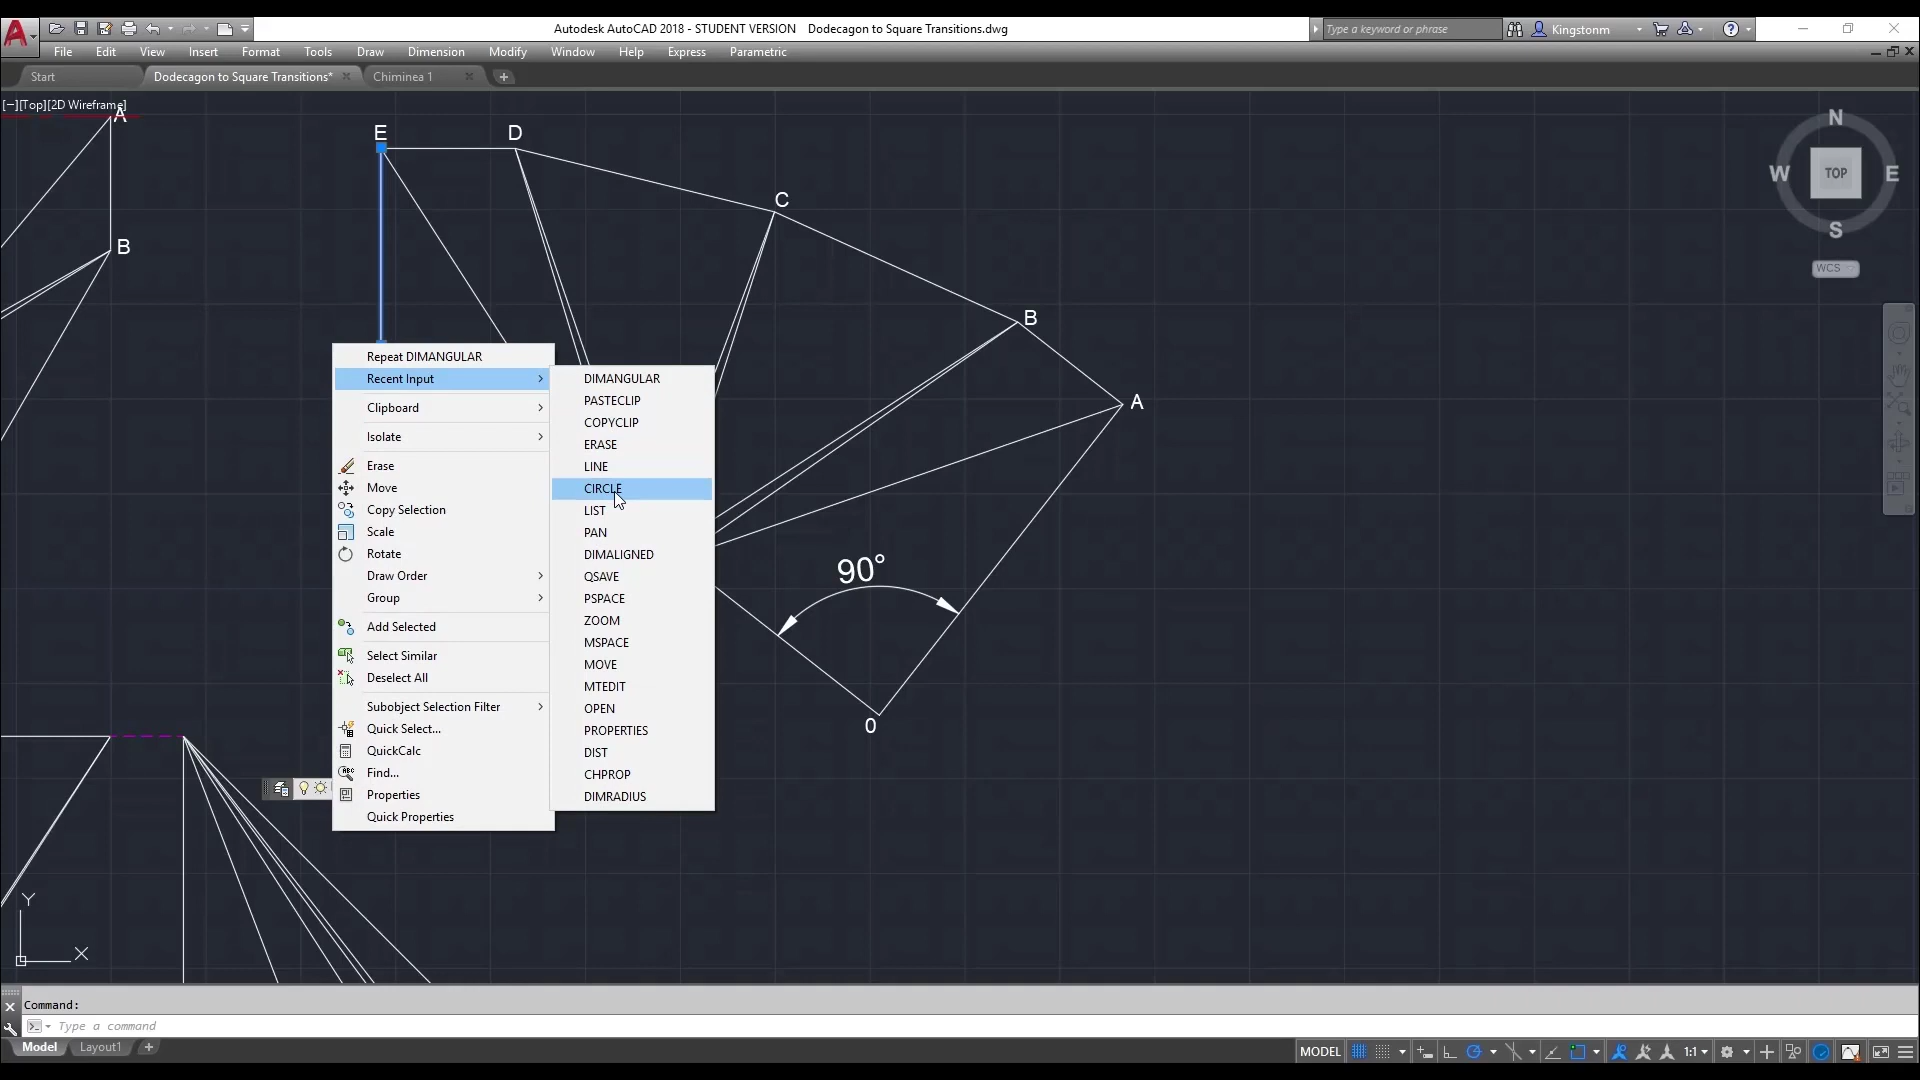 Autodesk AutoCAD 2018 - STUDENT VERSION Dodecagon to Square Transitions.dwg
Type a keyword or phrase
Kingstonm
File Edit View Insert Format Tools Draw Dimension Modify Window Help Express Parametric
Start
Dodecagon to Square Transitions*
Chiminea 1
[−][Top][2D Wireframe]
A
B
E
D
C
B
A
90°
0
N
W
TOP
E
S
WCS
Repeat DIMANGULAR
Recent Input
Clipboard
Isolate
Erase
Move
Copy Selection
Scale
Rotate
Draw Order
Group
Add Selected
Select Similar
Deselect All
Subobject Selection Filter
Quick Select...
QuickCalc
Find...
Properties
Quick Properties
DIMANGULAR
PASTECLIP
COPYCLIP
ERASE
LINE
CIRCLE
LIST
PAN
DIMALIGNED
QSAVE
PSPACE
ZOOM
MSPACE
MOVE
MTEDIT
OPEN
PROPERTIES
DIST
CHPROP
DIMRADIUS
Y
X
Command:
Type a command
Model
Layout1
MODEL
1:1